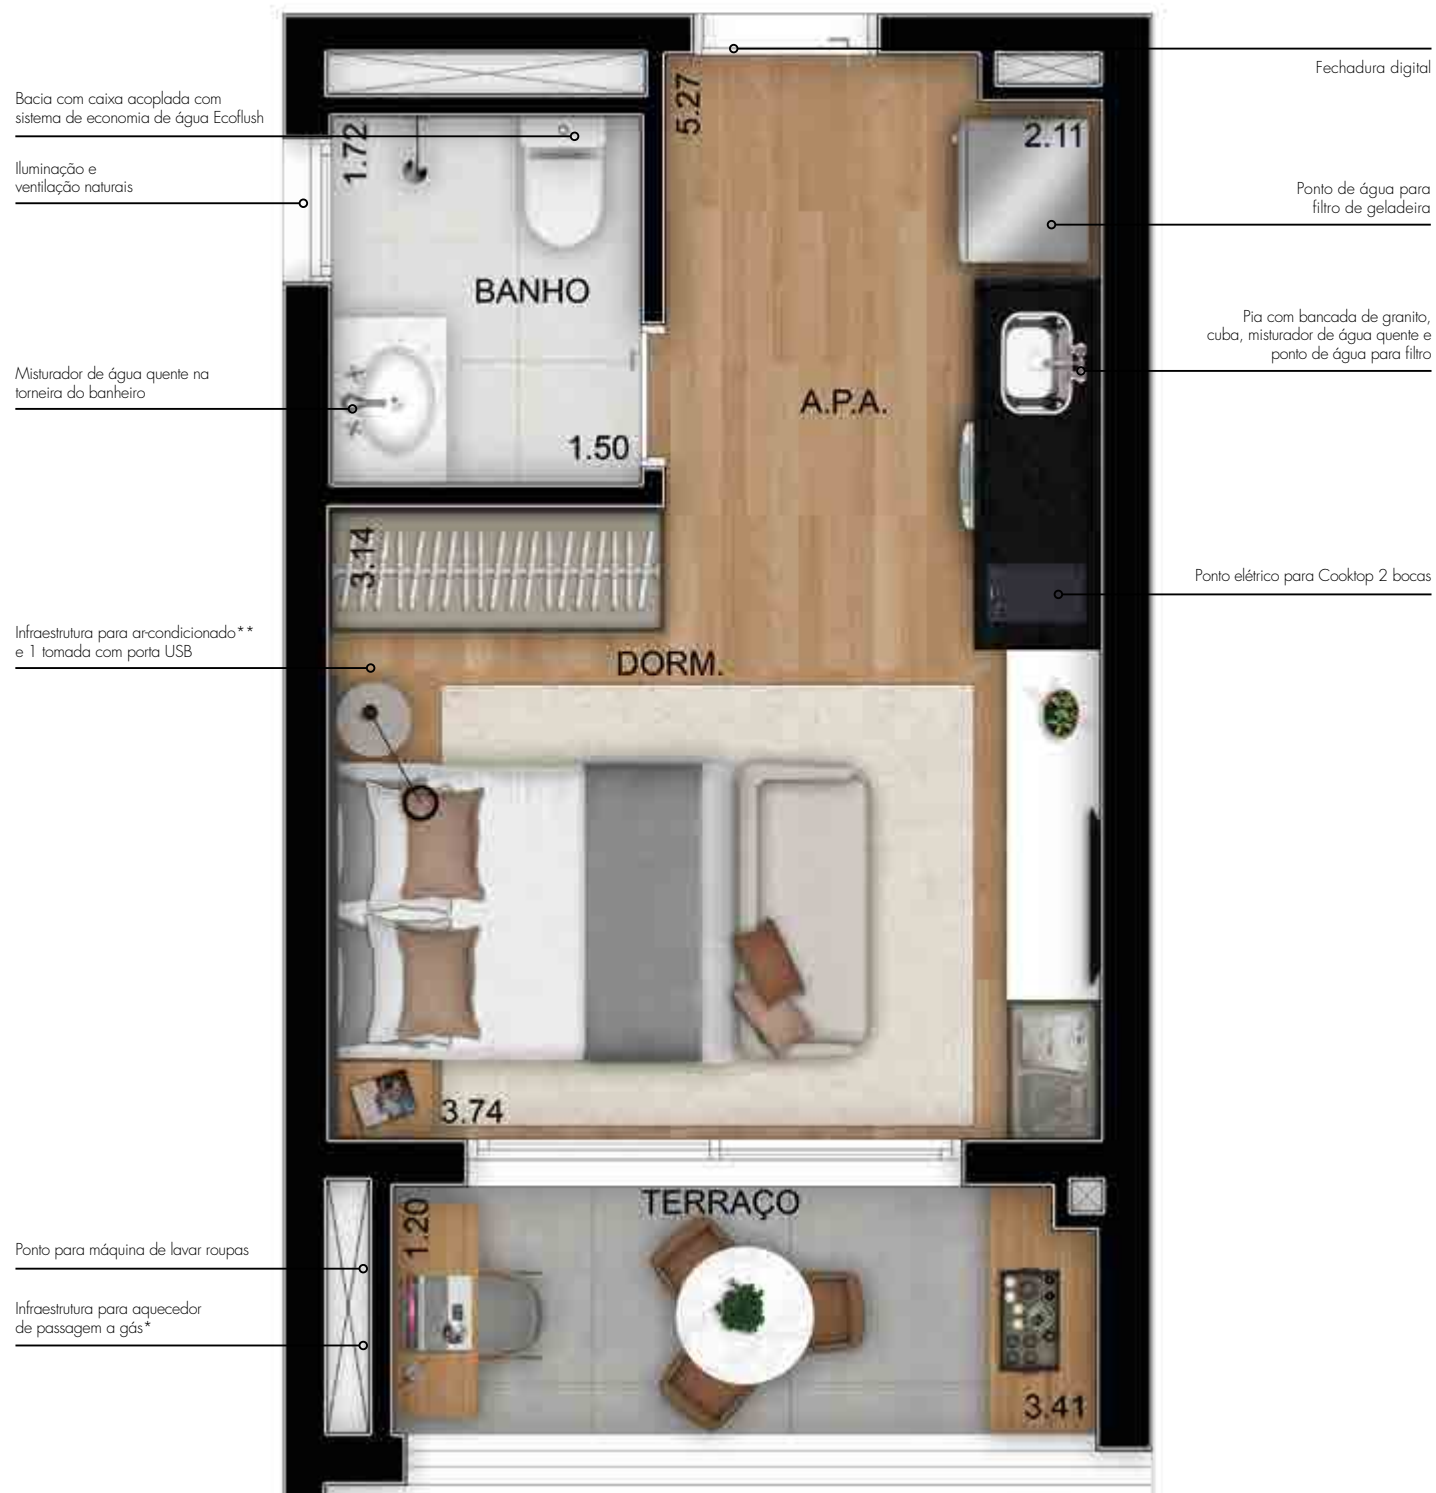 Fechadura digital
Bacia com caixa acoplada com
sistema de economia de água Ecoflush
Iluminação e
ventilação naturais
Ponto de água para
filtro de geladeira
Pia com bancada de granito,
cuba, misturador de água quente e
ponto de água para filtro
Misturador de água quente na
torneira do banheiro
Ponto elétrico para Cooktop 2 bocas
Infraestrutura para ar-condicionado**
e 1 tomada com porta USB
Ponto para máquina de lavar roupas
Infraestrutura para aquecedor
de passagem a gás*
5.27
1.72
2.11
BANHO
A.P.A.
1.50
3.14
DORM.
3.74
TERRAÇO
1.20
3.41